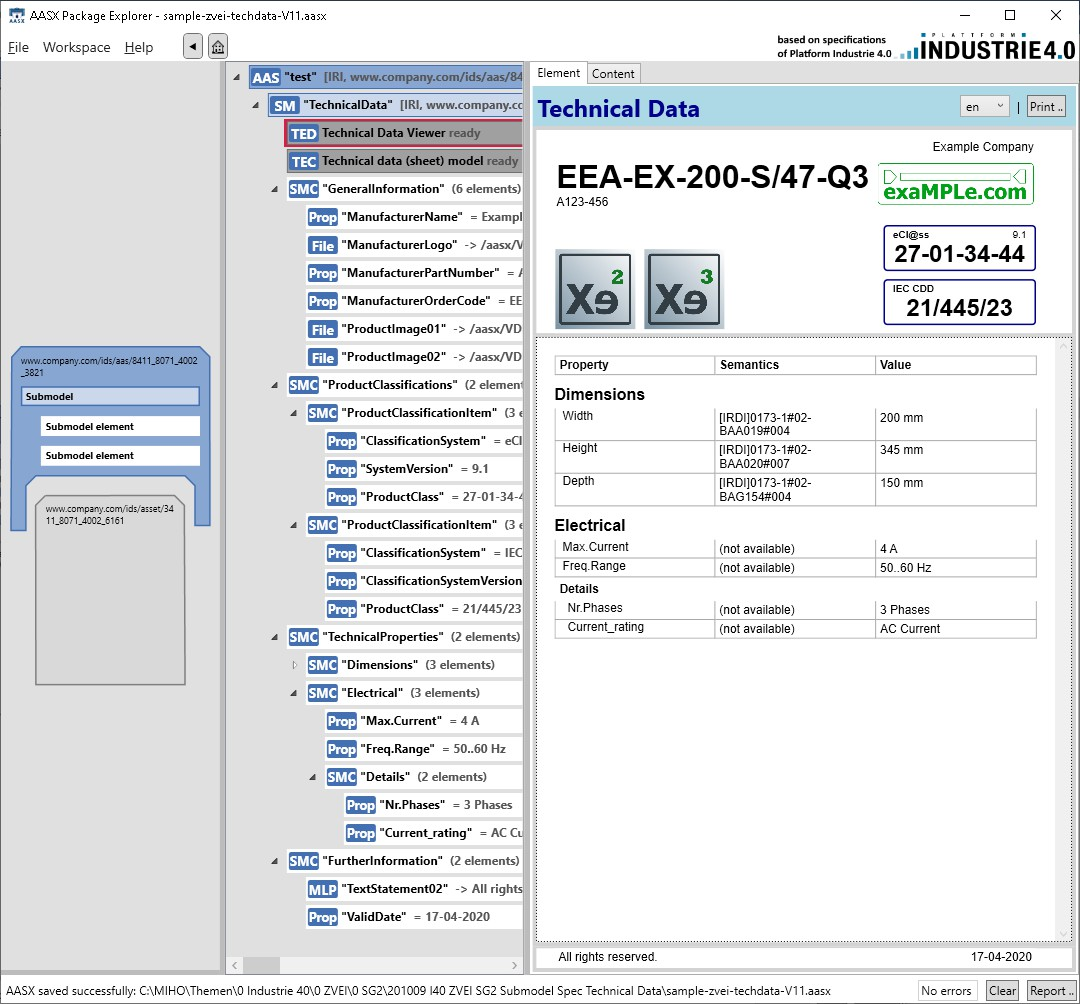 AASX Package Explorer - sample-zvei-techdata-V11.aasx
File Workspace Help
based on specifications
of Platform Industrie 4.0
PLATTFORM
INDUSTRIE4.0
www.company.com/ids/aas/8411_8071_4002
_3821
Submodel
Submodel element
Submodel element
www.company.com/ids/asset/34
11_8071_4002_6161
AAS "test" [IRI, www.company.com/ids/aas/84
SM "TechnicalData" [IRI, www.company.co
TED Technical Data Viewer ready
TEC Technical data (sheet) model ready
SMC "GeneralInformation" (6 elements)
Prop "ManufacturerName" = Exampl
File "ManufacturerLogo" -> /aasx/V
Prop "ManufacturerPartNumber" = A
Prop "ManufacturerOrderCode" = EE
File "ProductImage01" -> /aasx/VD
File "ProductImage02" -> /aasx/VD
SMC "ProductClassifications" (2 element
SMC "ProductClassificationItem" (3 e
Prop "ClassificationSystem" = eCl
Prop "SystemVersion" = 9.1
Prop "ProductClass" = 27-01-34-4
SMC "ProductClassificationItem" (3 e
Prop "ClassificationSystem" = IEC
Prop "ClassificationSystemVersion
Prop "ProductClass" = 21/445/23
SMC "TechnicalProperties" (2 elements)
SMC "Dimensions" (3 elements)
SMC "Electrical" (3 elements)
Prop "Max.Current" = 4 A
Prop "Freq.Range" = 50..60 Hz
SMC "Details" (2 elements)
Prop "Nr.Phases" = 3 Phases
Prop "Current_rating" = AC Cu
SMC "FurtherInformation" (2 elements)
MLP "TextStatement02" -> All rights
Prop "ValidDate" = 17-04-2020
Element Content
Technical Data
en | Print ..
Example Company
EEA-EX-200-S/47-Q3
A123-456
exaMPLe.com
eCl@ss 9.1
27-01-34-44
IEC CDD
21/445/23
Xe 2
Xe 3
Property Semantics Value
Dimensions
Width [IRDI]0173-1#02-BAA019#004 200 mm
Height [IRDI]0173-1#02-BAA020#007 345 mm
Depth [IRDI]0173-1#02-BAG154#004 150 mm
Electrical
Max.Current (not available) 4 A
Freq.Range (not available) 50..60 Hz
Details
Nr.Phases (not available) 3 Phases
Current_rating (not available) AC Current
All rights reserved. 17-04-2020
AASX saved successfully: C:\MIHO\Themen\0 Industrie 40\0 ZVEI\0 SG2\201009 I40 ZVEI SG2 Submodel Spec Technical Data\sample-zvei-techdata-V11.aasx
No errors Clear Report ..